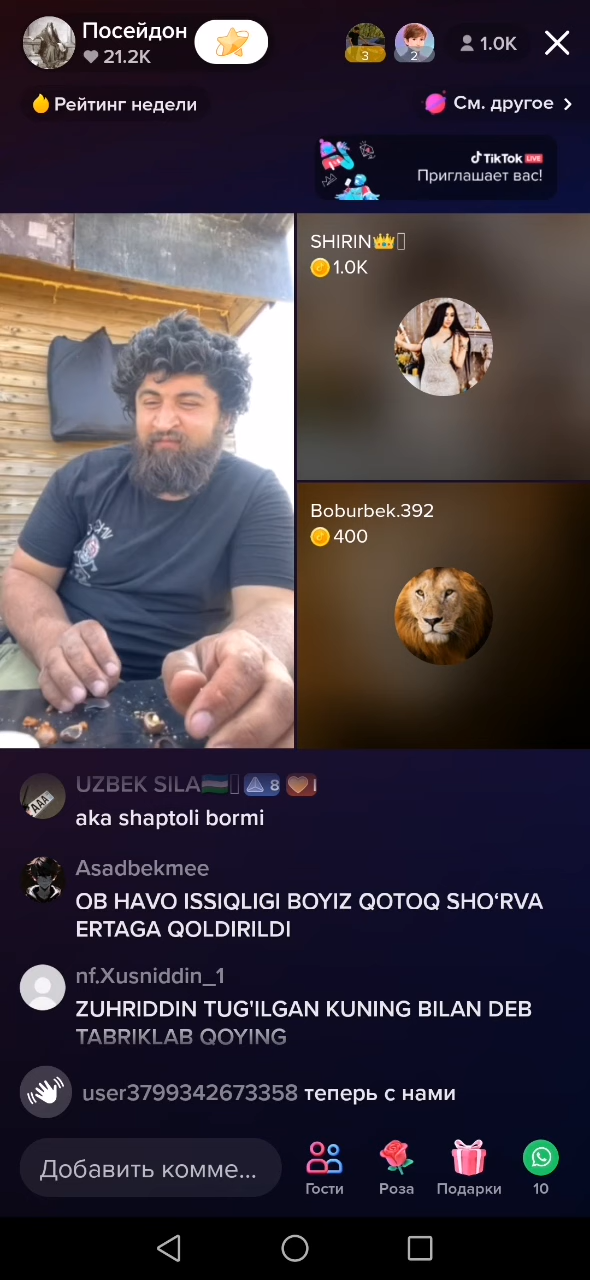 Посейдон
21.2K
3
2
1.0K
Рейтинг недели
См. другое
TikTok LIVE
Приглашает вас!
SHIRIN
1.0K
Boburbek.392
400
UZBEK SILA 8 I
aka shaptoli bormi
Asadbekmee
OB HAVO ISSIQLIGI BOYIZ QOTOQ SHO‘RVA
ERTAGA QOLDIRILDI
nf.Xusniddin_1
ZUHRIDDIN TUG'ILGAN KUNING BILAN DEB
TABRIKLAB QOYING
user3799342673358 теперь с нами
Добавить комме...
Гости
Роза
Подарки
10